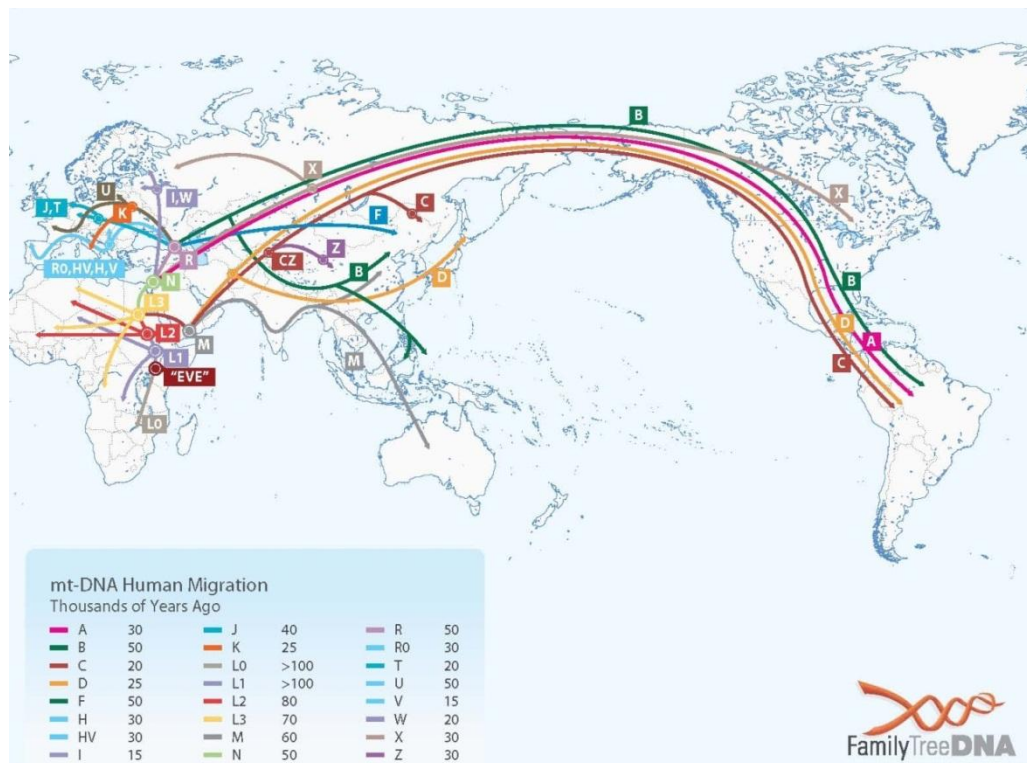 B
X
X
U
I,W
J,T
K
C
F
R
CZ
Z
R0,HV,H,V
N
B
D
B
L3
L2
M
D
A
L1
M
C
"EVE"
L0
mt-DNA Human Migration
Thousands of Years Ago
A 30 J 40 R 50
B 50 K 25 R0 30
C 20 L0 >100 T 20
D 25 L1 >100 U 50
F 50 L2 80 V 15
H 30 L3 70 W 20
HV 30 M 60 X 30
I 15 N 50 Z 30
FamilyTreeDNA